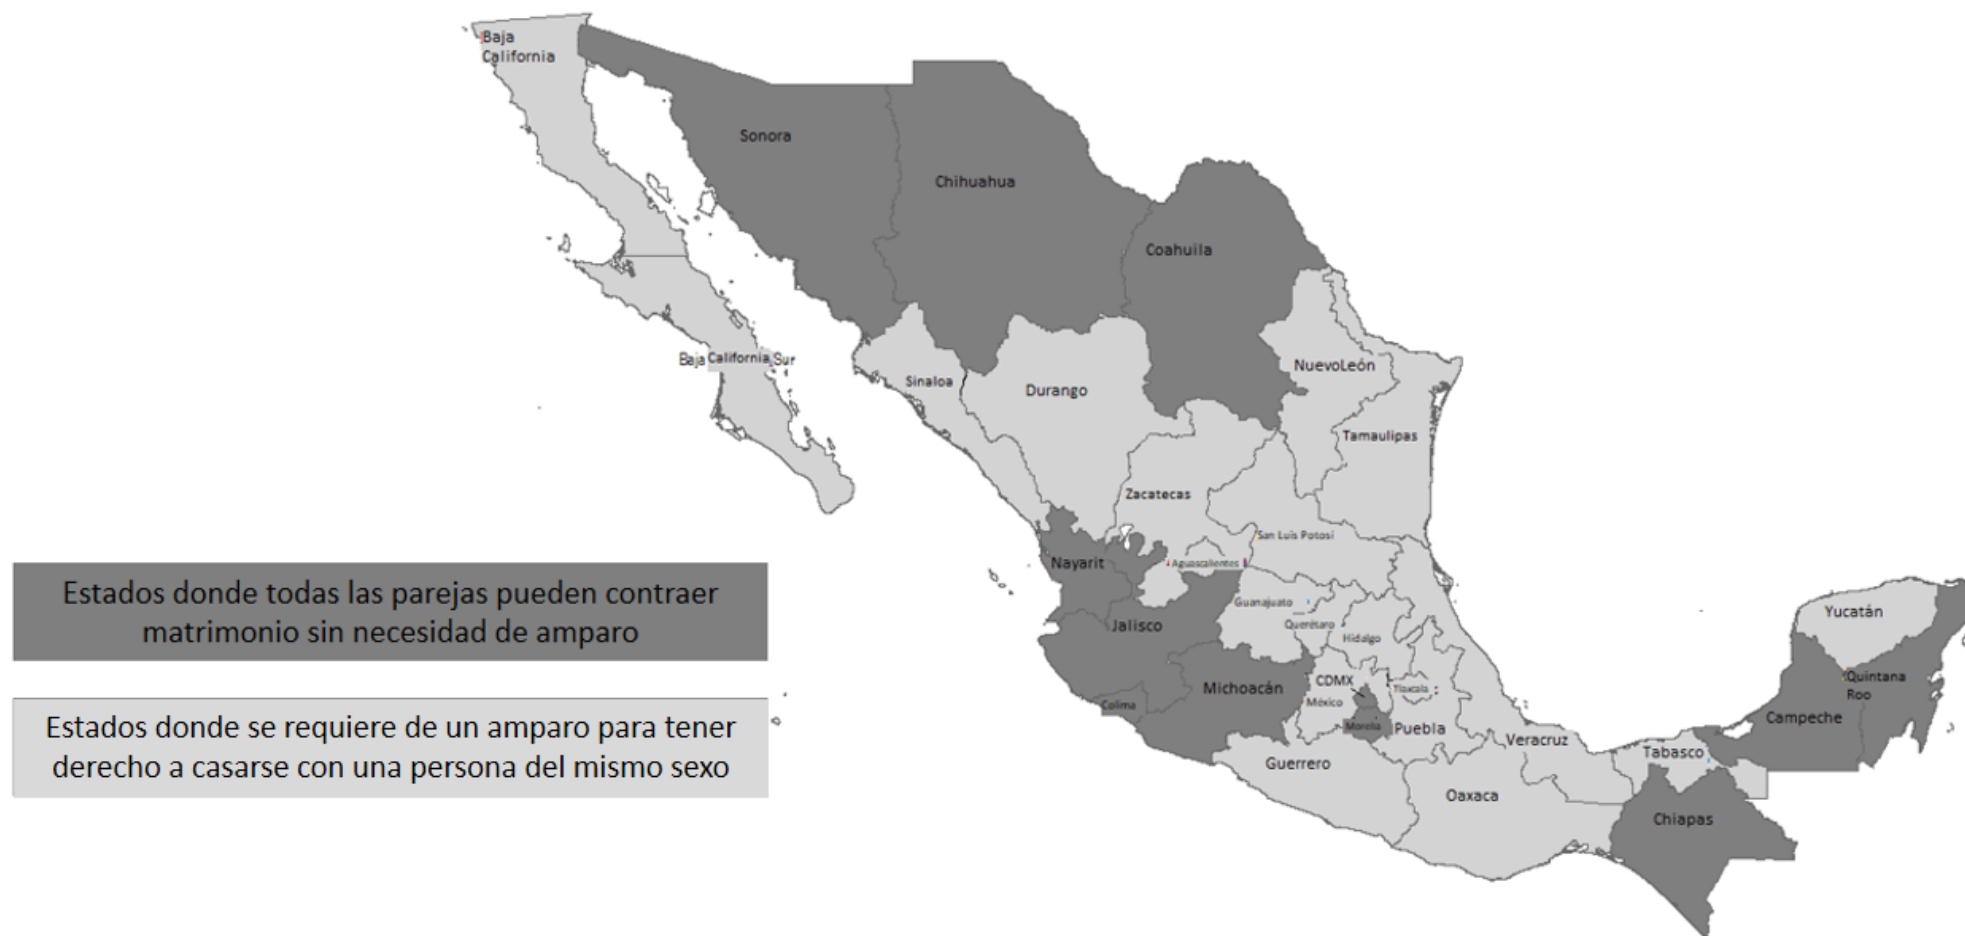 Baja
California
Sonora
Chihuahua
Coahuila
Baja California Sur
Sinaloa
Durango
NuevoLeón
Tamaulipas
Zacatecas
San Luis Potosí
Nayarit
Aguascalientes
Guanajuato
Jalisco
Querétaro
Hidalgo
Yucatán
Michoacán
CDMX
Tlaxcala
Quintana
Roo
Colima
México
Morelia
Puebla
Campeche
Veracruz
Tabasco
Guerrero
Oaxaca
Chiapas
Estados donde todas las parejas pueden contraer
matrimonio sin necesidad de amparo
Estados donde se requiere de un amparo para tener
derecho a casarse con una persona del mismo sexo